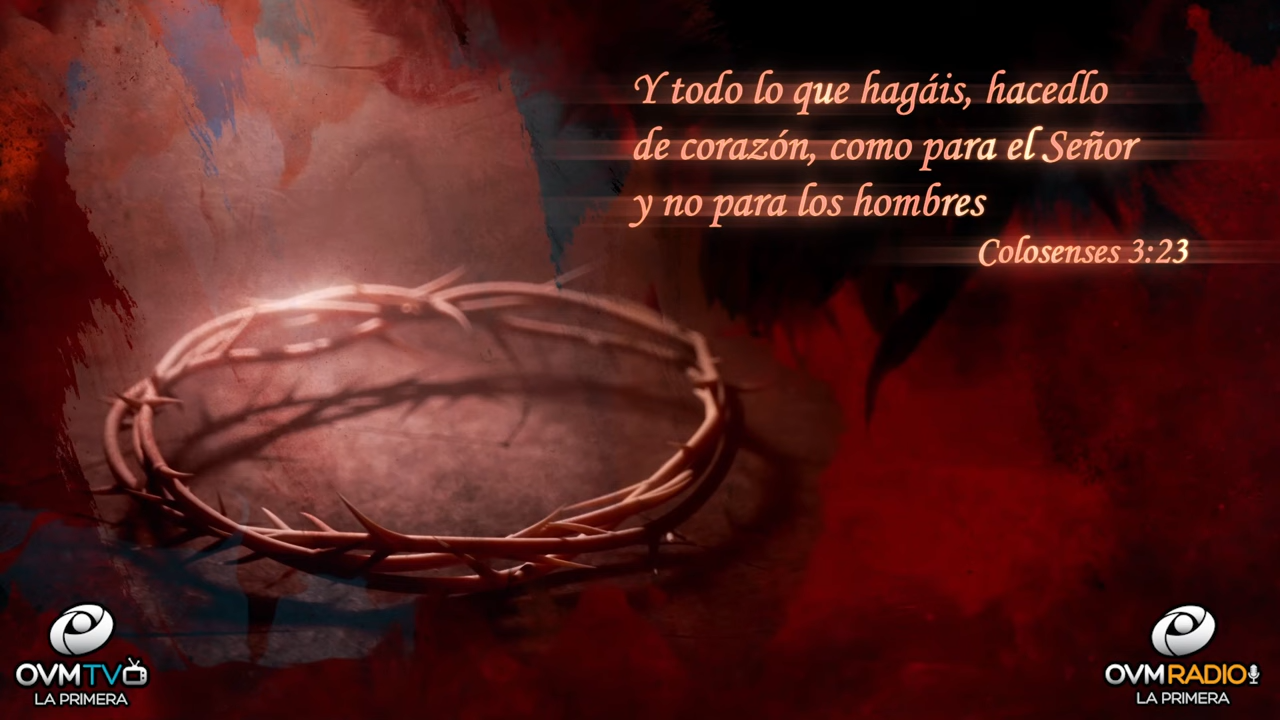 Y todo lo que hagáis, hacedlo
de corazón, como para el Señor
y no para los hombres
Colosenses 3:23
OVMTV
LA PRIMERA
OVMRADIO
LA PRIMERA